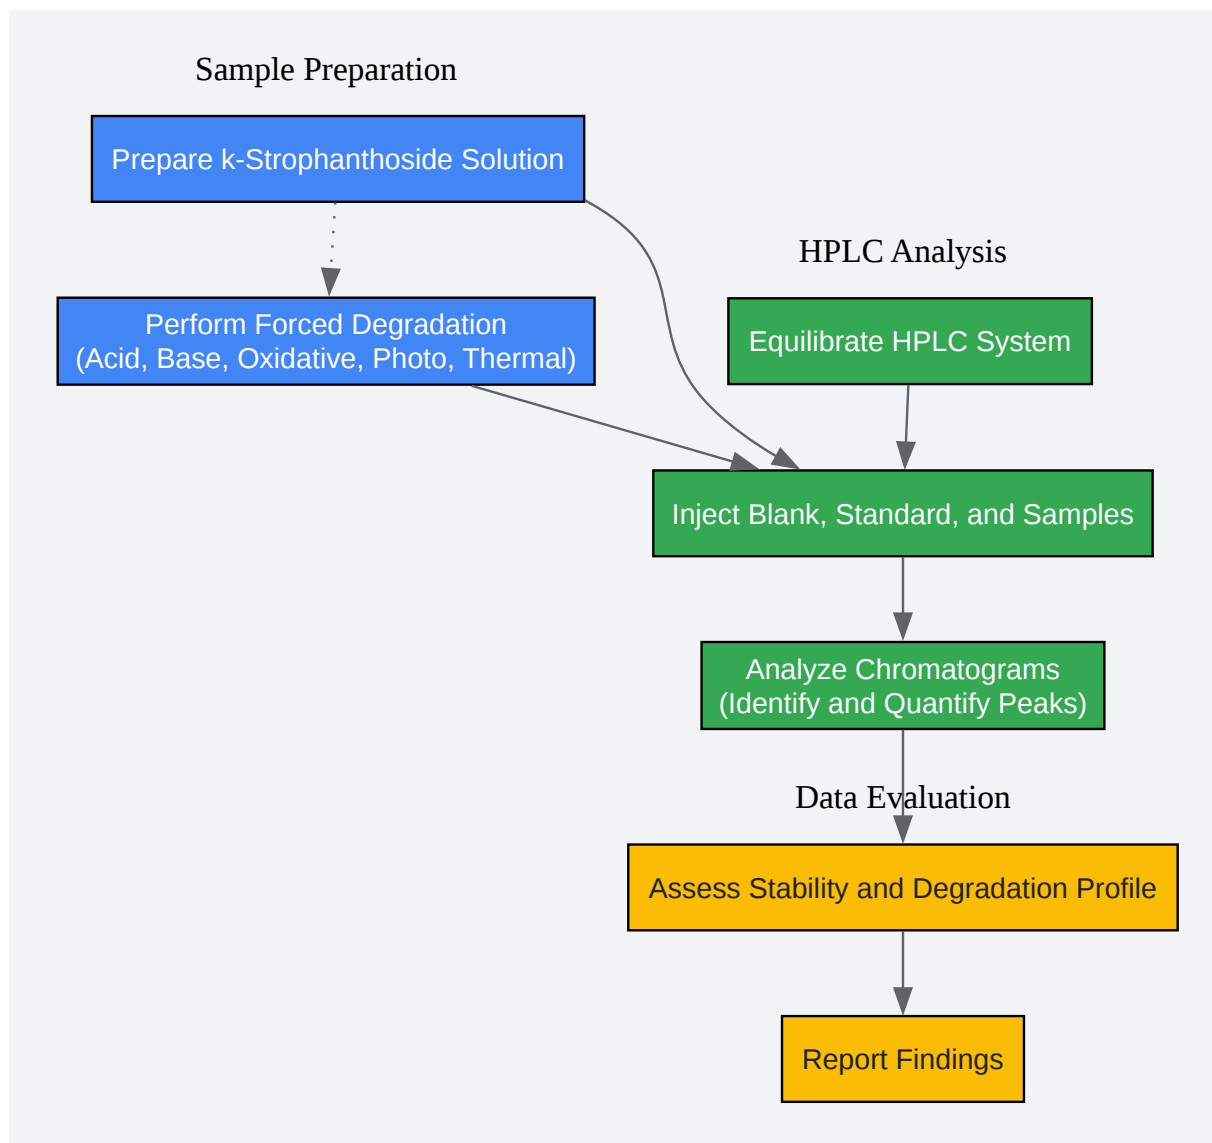 Sample Preparation
Prepare k-Strophanthoside Solution
Perform Forced Degradation
(Acid, Base, Oxidative, Photo, Thermal)
HPLC Analysis
Equilibrate HPLC System
Inject Blank, Standard, and Samples
Analyze Chromatograms
(Identify and Quantify Peaks)
Data Evaluation
Assess Stability and Degradation Profile
Report Findings